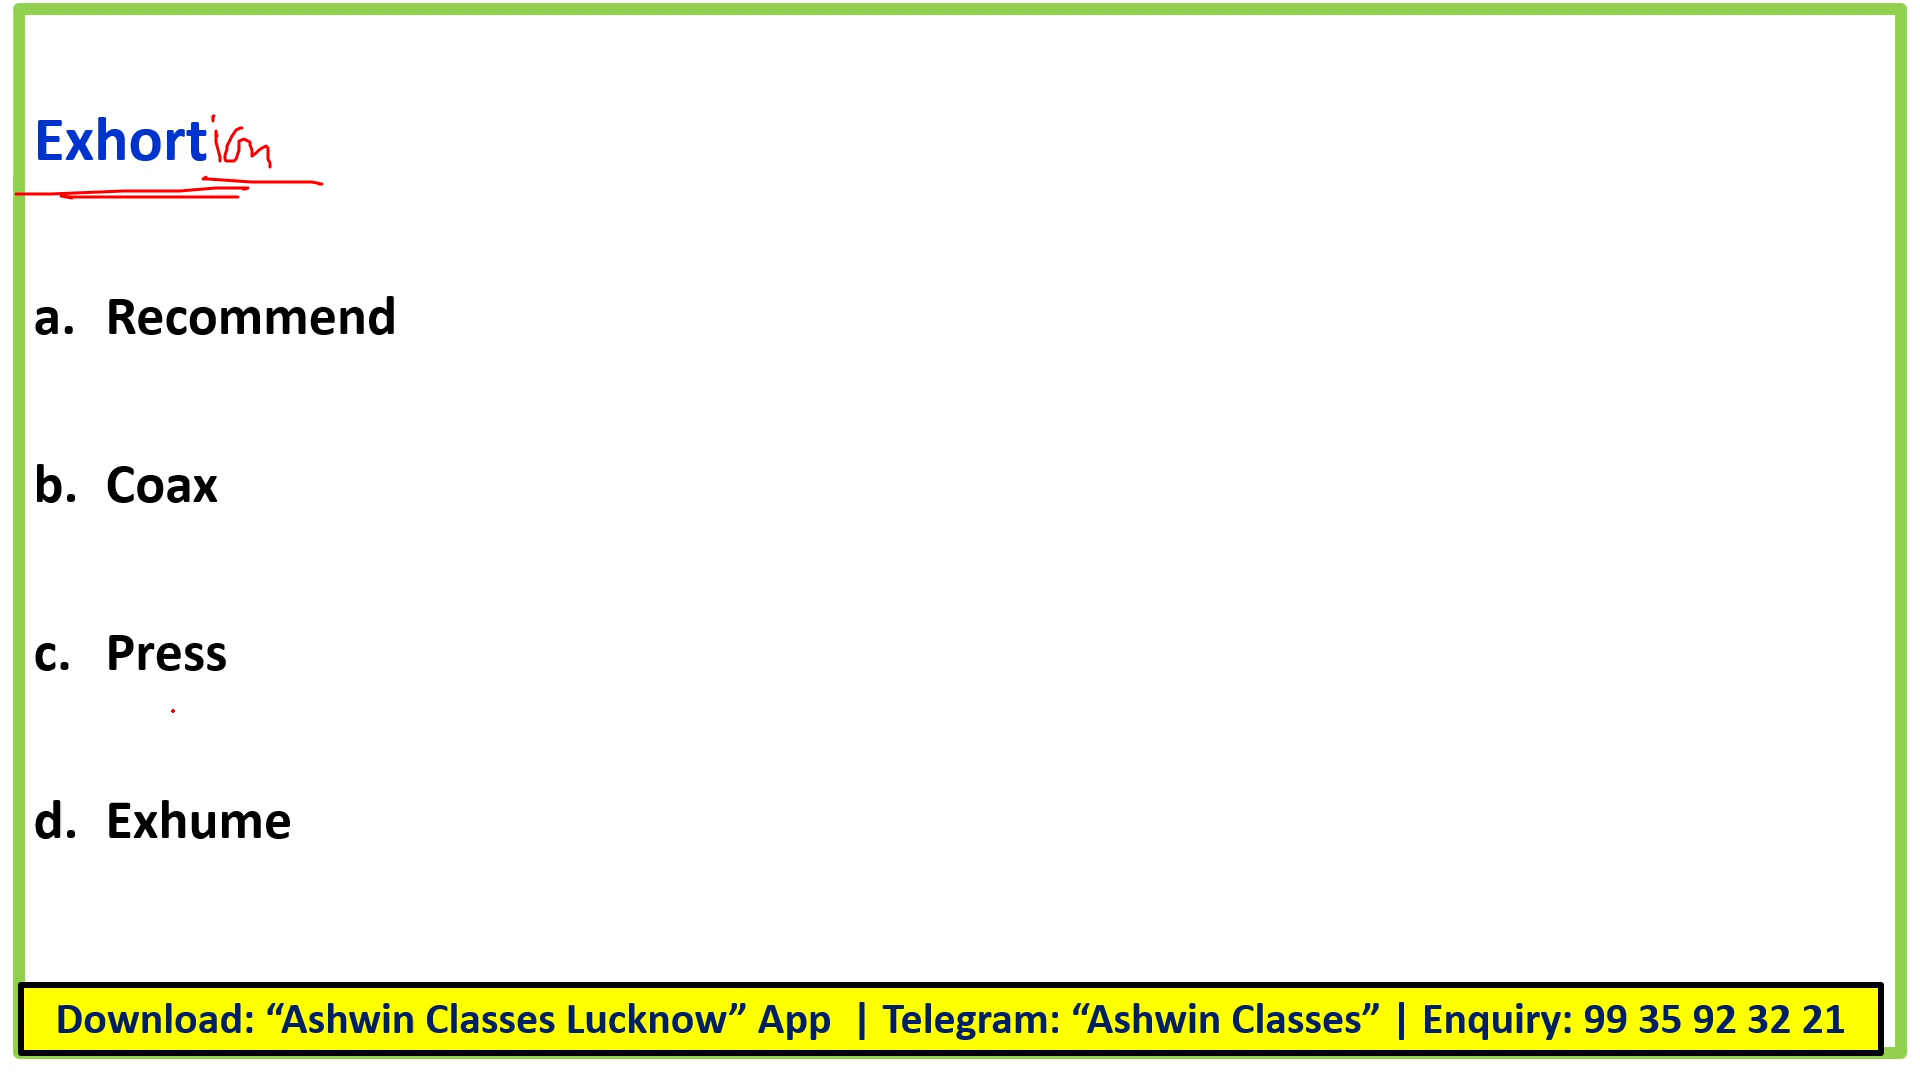 Exhortion
a. Recommend
b. Coax
c. Press
d. Exhume
Download: “Ashwin Classes Lucknow” App | Telegram: “Ashwin Classes” | Enquiry: 99 35 92 32 21